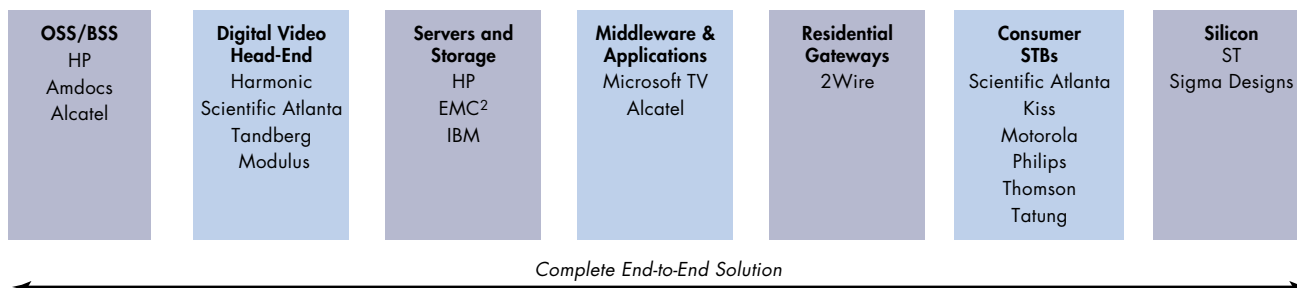 OSS/BSS
HP
Amdocs
Alcatel
Digital Video
Head-End
Harmonic
Scientific Atlanta
Tandberg
Modulus
Servers and
Storage
HP
EMC2
IBM
Middleware &
Applications
Microsoft TV
Alcatel
Residential
Gateways
2Wire
Consumer
STBs
Scientific Atlanta
Kiss
Motorola
Philips
Thomson
Tatung
Silicon
ST
Sigma Designs
Complete End-to-End Solution